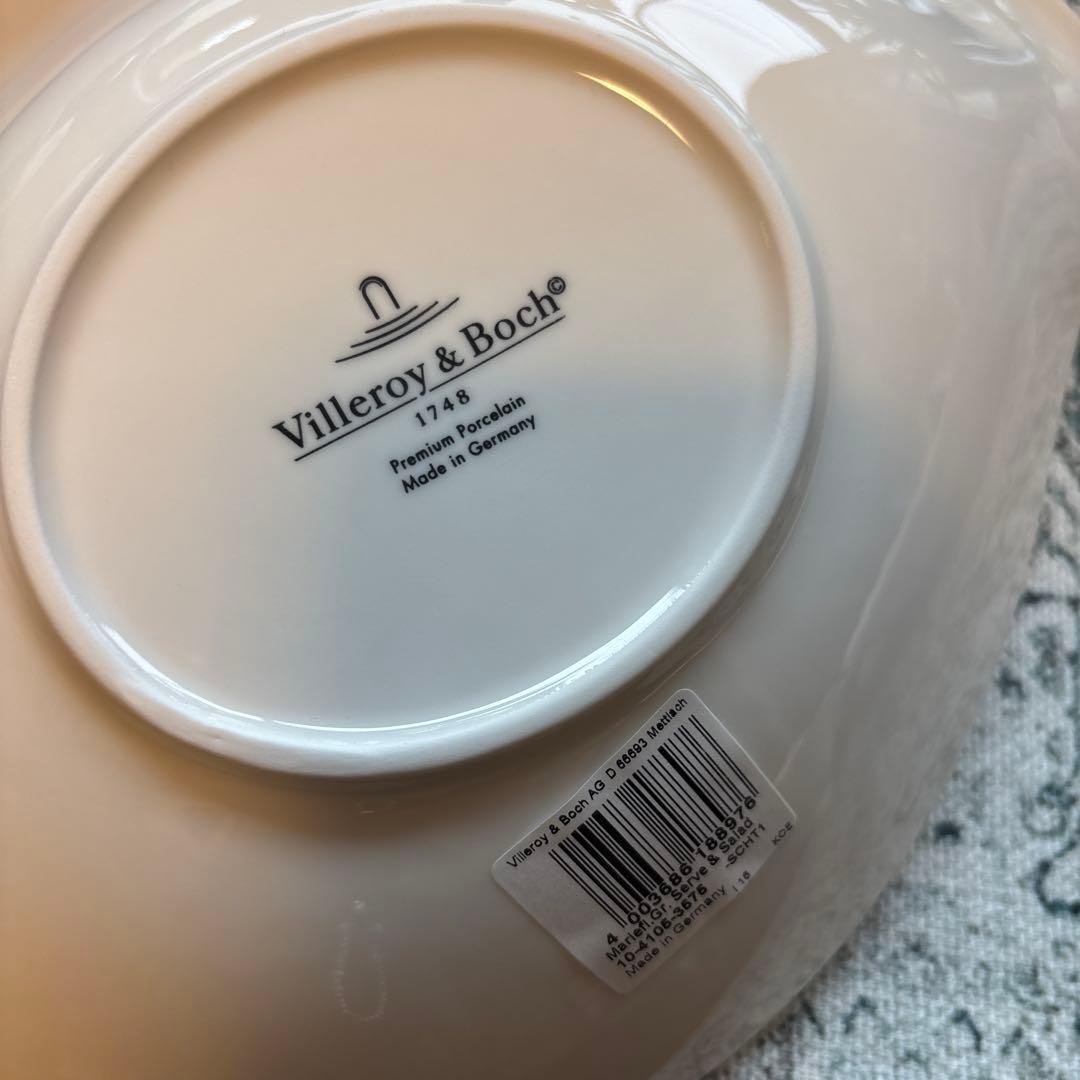 Villeroy & Boch©
1748
Premium Porcelain
Made in Germany
Villeroy & Boch AG D 66693 Mettlach
4 003686 188976
Mariefl.Gr. Serve & Salad
10-4105-3575 -SCHT1
Made in Germany I 16
KOE